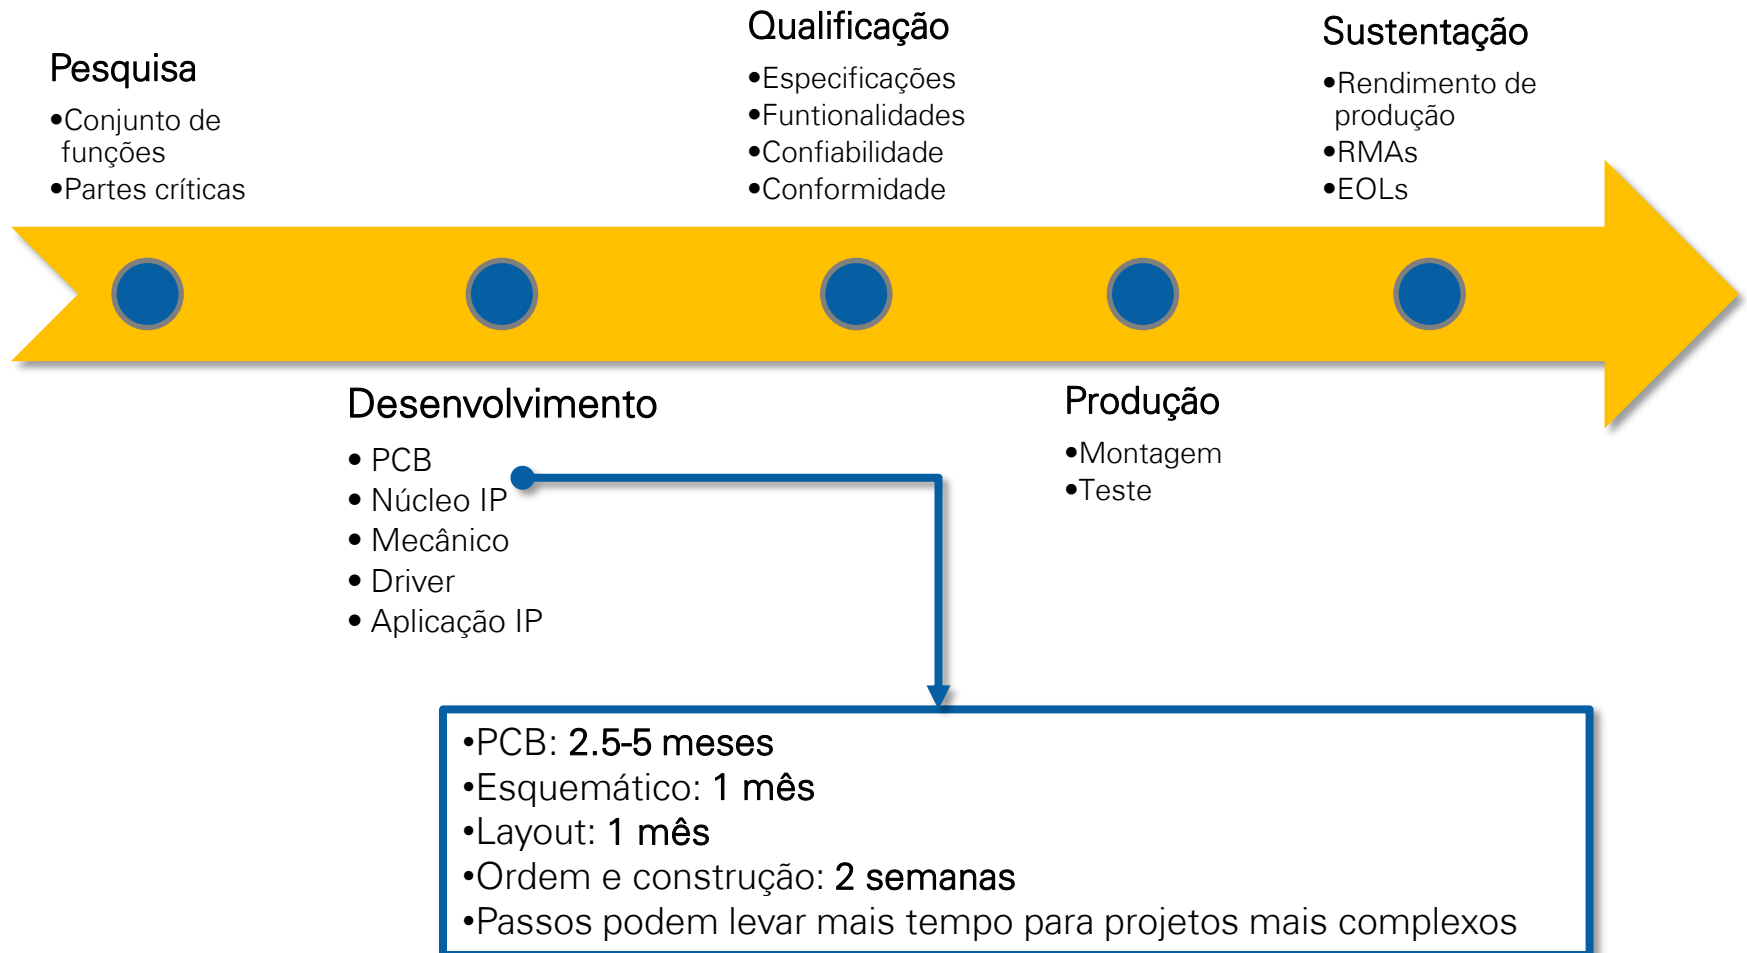 Pesquisa
•Conjunto de
funções
•Partes críticas
Qualificação
•Especificações
•Funtionalidades
•Confiabilidade
•Conformidade
Sustentação
•Rendimento de
produção
•RMAs
•EOLs
Desenvolvimento
• PCB
• Núcleo IP
• Mecânico
• Driver
• Aplicação IP
Produção
•Montagem
•Teste
•PCB: 2.5-5 meses
•Esquemático: 1 mês
•Layout: 1 mês
•Ordem e construção: 2 semanas
•Passos podem levar mais tempo para projetos mais complexos